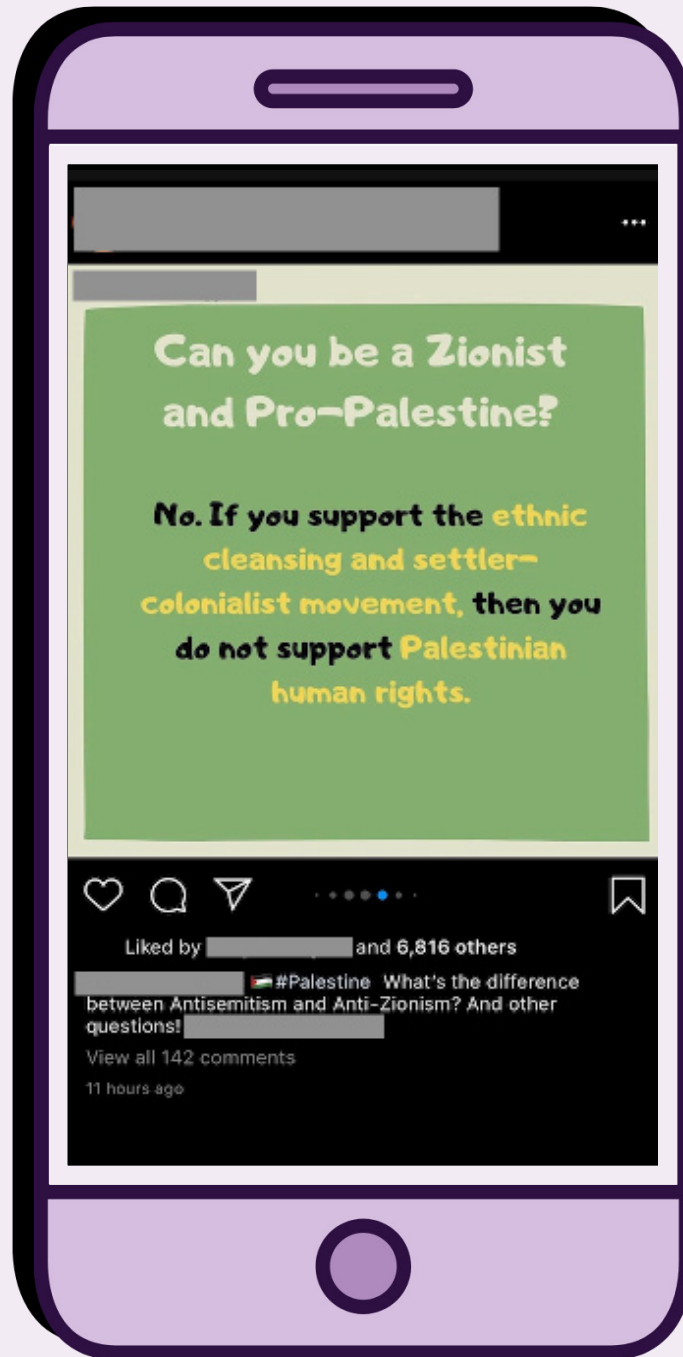 Can you be a Zionist
and Pro-Palestine?
No. If you support the ethnic
cleansing and settler-
colonialist movement, then you
do not support Palestinian
human rights.
Liked by and 6,816 others
🇵🇸#Palestine What's the difference
between Antisemitism and Anti-Zionism? And other
questions!
View all 142 comments
11 hours ago